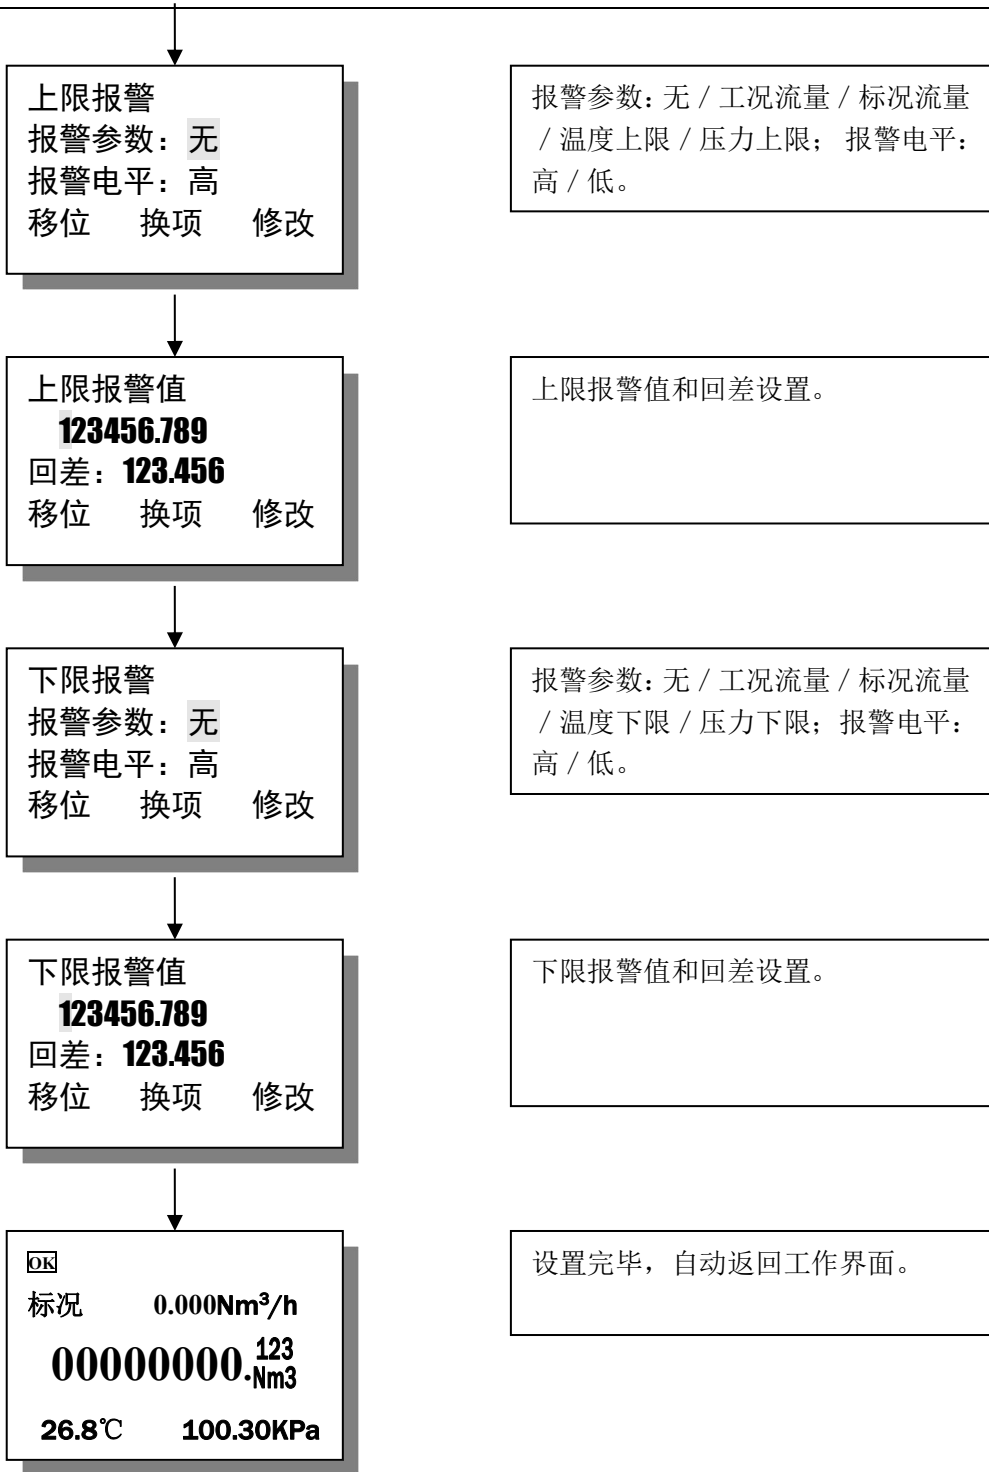 上限报警
报警参数：无
报警电平：高
移位 换项 修改
报警参数：无／工况流量／标况流量
／温度上限／压力上限；报警电平：
高／低。
上限报警值
123456.789
回差：123.456
移位 换项 修改
上限报警值和回差设置。
下限报警
报警参数：无
报警电平：高
移位 换项 修改
报警参数：无／工况流量／标况流量
／温度下限／压力下限；报警电平：
高／低。
下限报警值
123456.789
回差：123.456
移位 换项 修改
下限报警值和回差设置。
OK
标况 0.000Nm³/h
00000000.123
Nm3
26.8℃ 100.30KPa
设置完毕，自动返回工作界面。